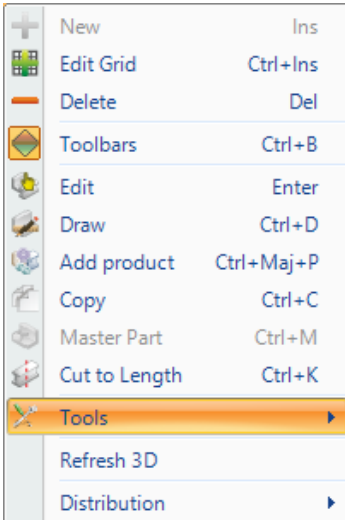 New Ins
Edit Grid Ctrl+Ins
Delete Del
Toolbars Ctrl+B
Edit Enter
Draw Ctrl+D
Add product Ctrl+Maj+P
Copy Ctrl+C
Master Part Ctrl+M
Cut to Length Ctrl+K
Tools
Refresh 3D
Distribution